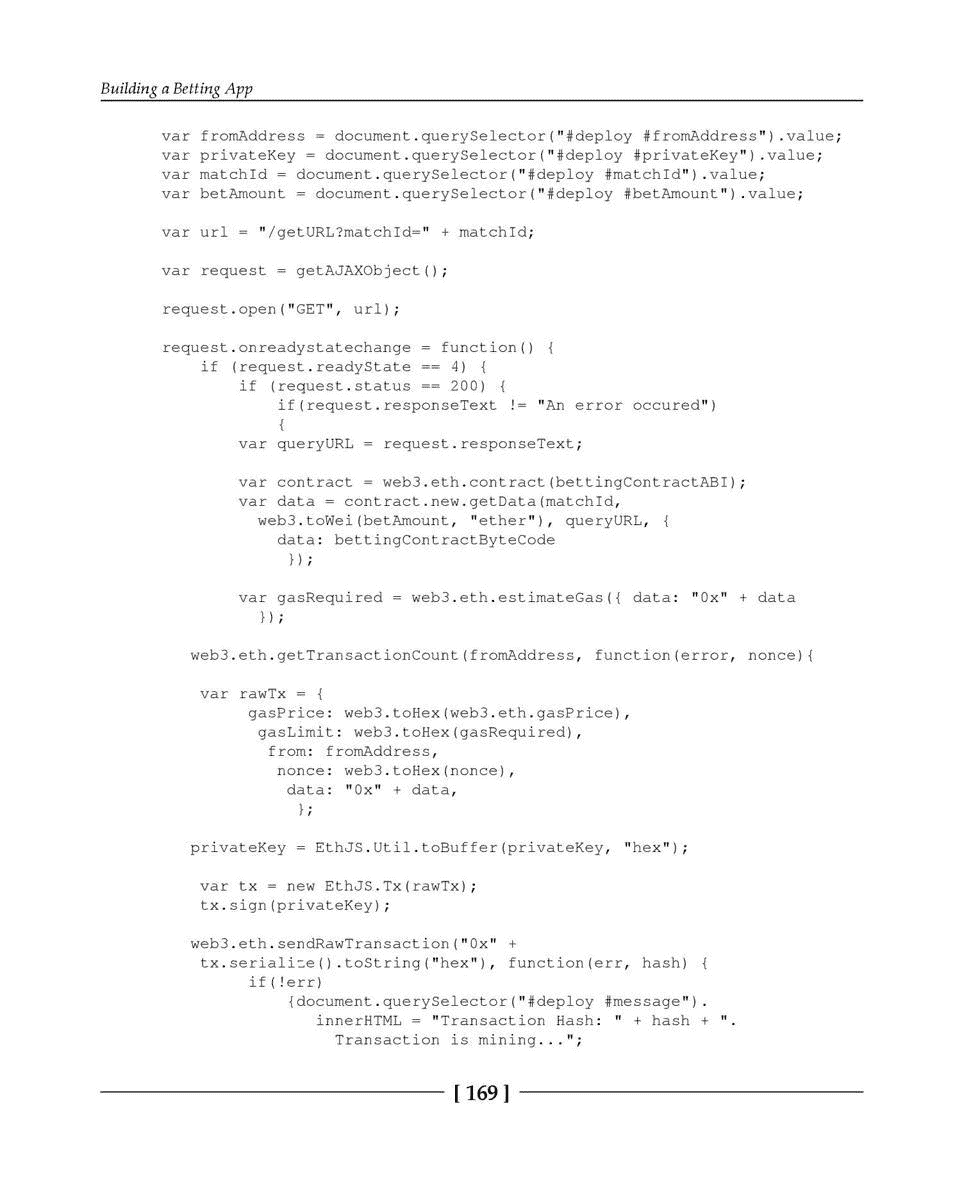 Building a Betting App
var fromAddress = document.querySelector("#deploy #fromAddress").value;
var privateKey = document.querySelector("#deploy #privateKey").value;
var matchId = document.querySelector("#deploy #matchId").value;
var betAmount = document.querySelector("#deploy #betAmount").value;
var url = "/getURL?matchId=" + matchId;
var request = getAJAXObject();
request.open("GET", url);
request.onreadystatechange = function() {
if (request.readyState == 4) {
if (request.status == 200) {
if(request.responseText != "An error occured")
{
var queryURL = request.responseText;
var contract = web3.eth.contract(bettingContractABI);
var data = contract.new.getData(matchId,
web3.toWei(betAmount, "ether"), queryURL, {
data: bettingContractByteCode
});
var gasRequired = web3.eth.estimateGas({ data: "0x" + data
});
web3.eth.getTransactionCount(fromAddress, function(error, nonce){
var rawTx = {
gasPrice: web3.toHex(web3.eth.gasPrice),
gasLimit: web3.toHex(gasRequired),
from: fromAddress,
nonce: web3.toHex(nonce),
data: "0x" + data,
};
privateKey = EthJS.Util.toBuffer(privateKey, "hex");
var tx = new EthJS.Tx(rawTx);
tx.sign(privateKey);
web3.eth.sendRawTransaction("0x" +
tx.serialize().toString("hex"), function(err, hash) {
if(!err)
{document.querySelector("#deploy #message").
innerHTML = "Transaction Hash: " + hash + ".
Transaction is mining...";
[ 169 ]